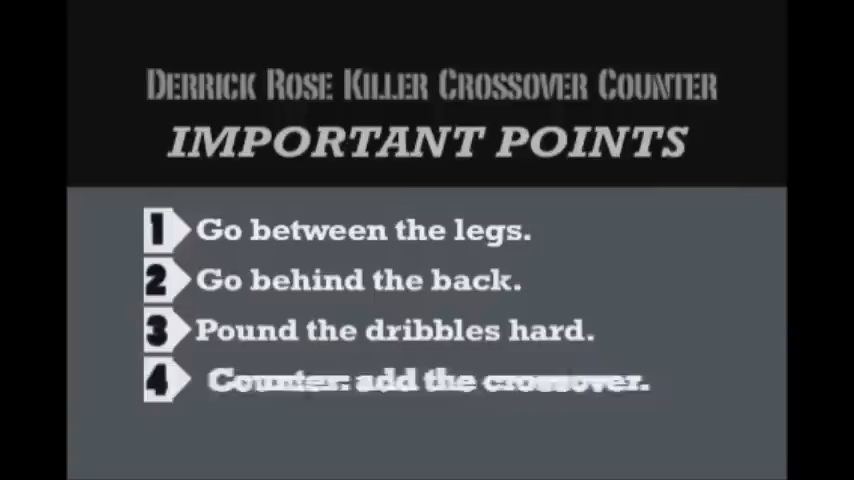 Derrick Rose Killer Crossover Counter
IMPORTANT POINTS
1 Go between the legs.
2 Go behind the back.
3 Pound the dribbles hard.
4 Counter: add the crossover.